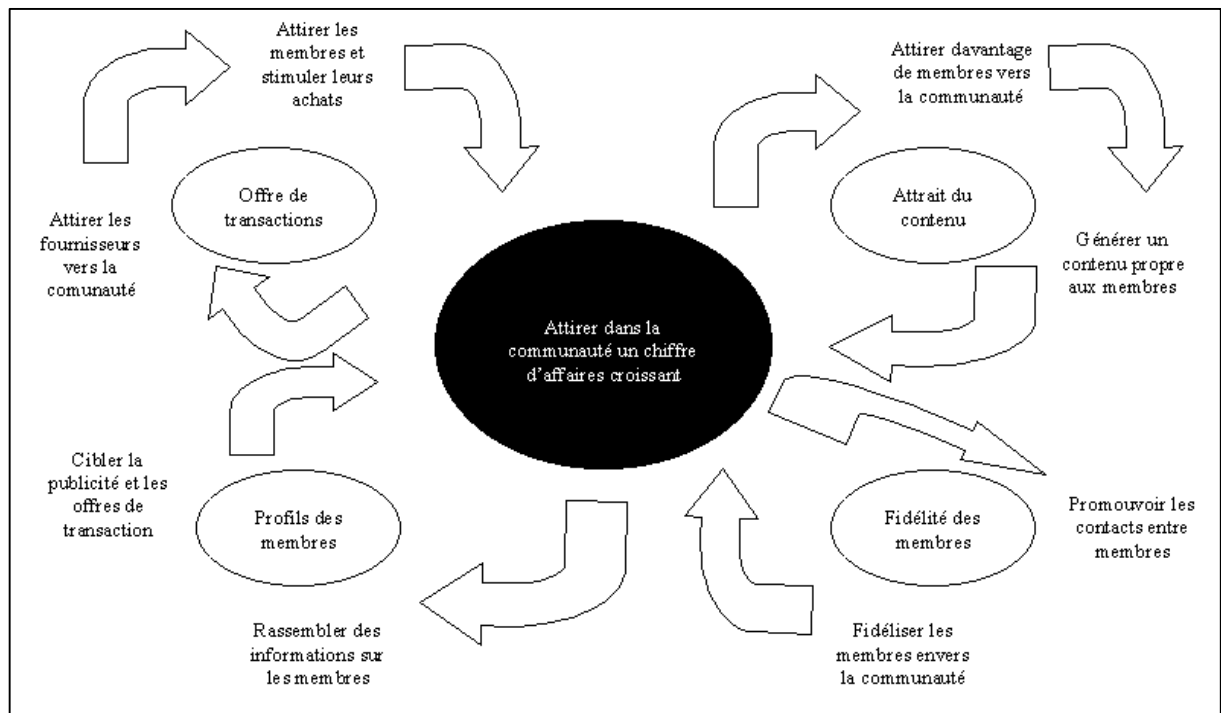 Attirer les
membres et
stimuler leurs
achats
Attirer davantage
de membres vers
la communauté
Offre de
transactions
Attrait du
contenu
Attirer les
fournisseurs
vers la
comunauté
Générer un
contenu propre
aux membres
Attirer dans la
communauté un chiffre
d'affaires croissant
Cibler la
publicité et les
offres de
transaction
Profils des
membres
Fidélité des
membres
Promouvoir les
contacts entre
membres
Rassembler des
informations sur
les membres
Fidéliser les
membres envers
la communauté